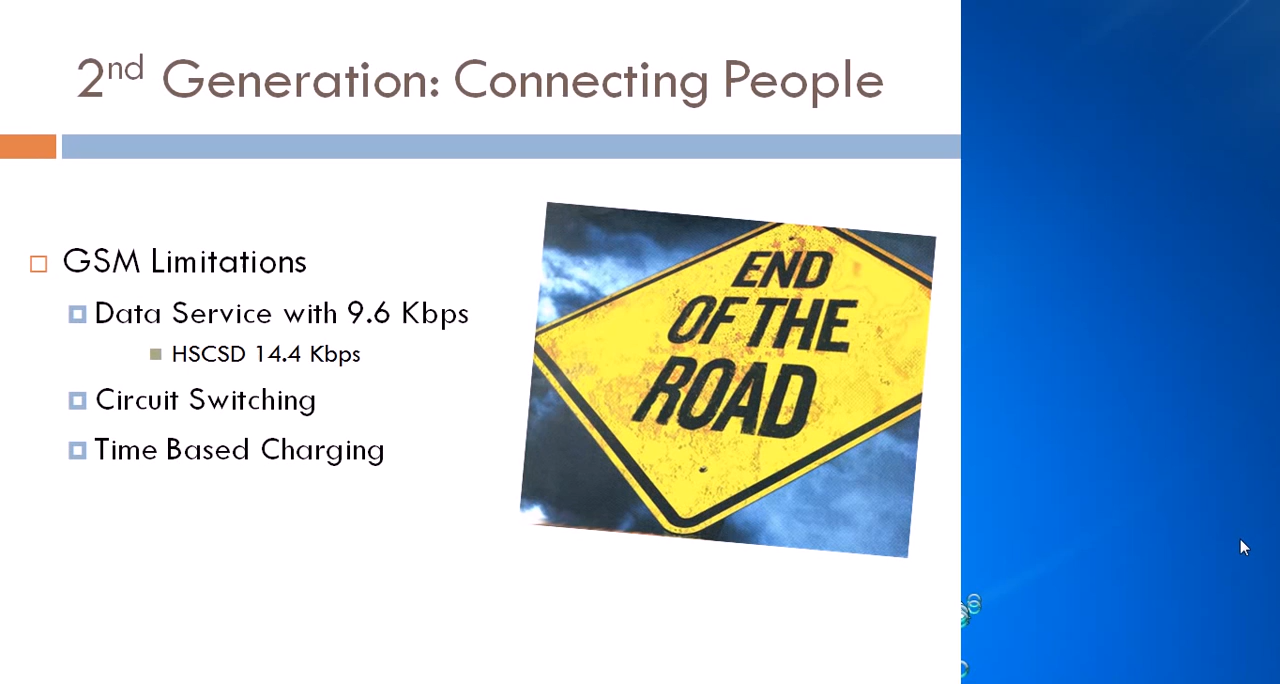 2nd Generation: Connecting People
GSM Limitations
Data Service with 9.6 Kbps
HSCSD 14.4 Kbps
Circuit Switching
Time Based Charging
END
OF THE
ROAD